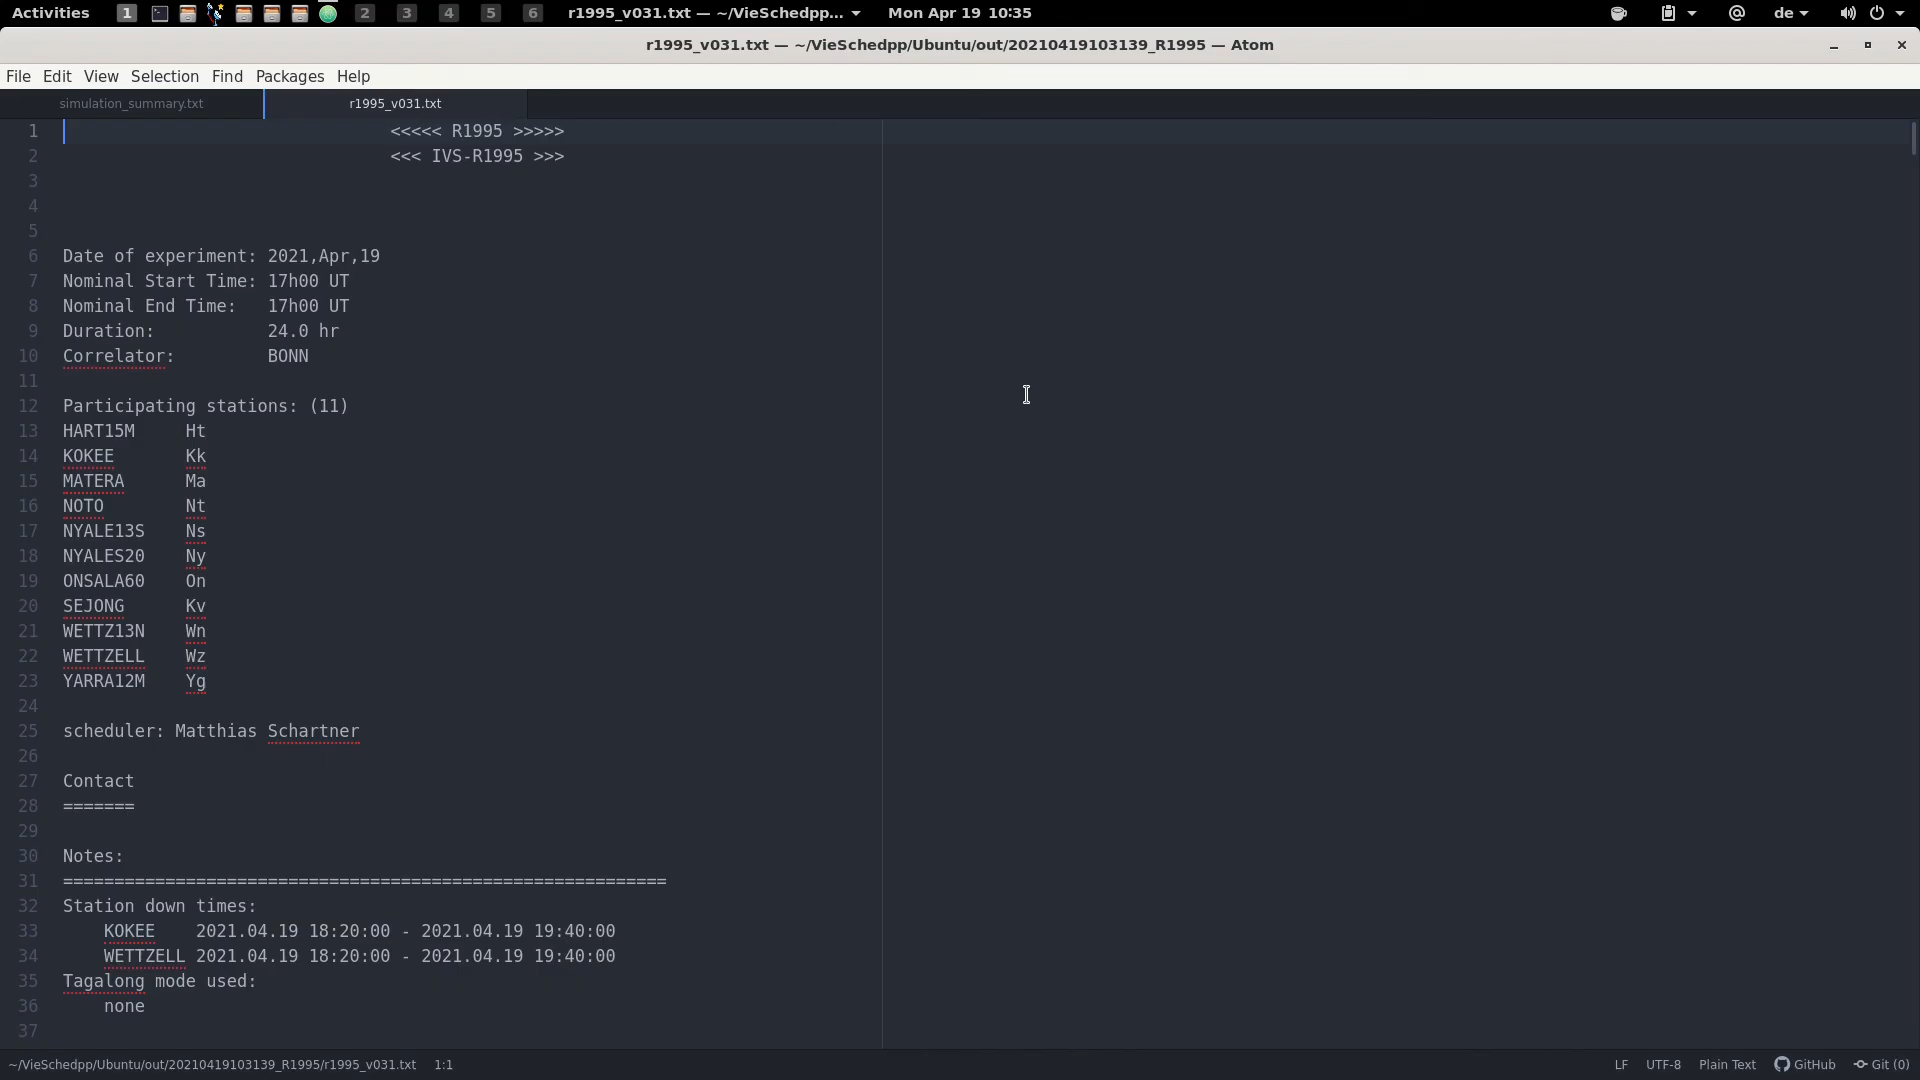 Activities 1 2 3 4 5 6 r1995_v031.txt — ~/VieSchedpp... Mon Apr 19 10:35 de
r1995_v031.txt — ~/VieSchedpp/Ubuntu/out/20210419103139_R1995 — Atom
File Edit View Selection Find Packages Help
simulation_summary.txt r1995_v031.txt
1 <<<<< R1995 >>>>>
2 <<< IVS-R1995 >>>
3
4
5
6 Date of experiment: 2021,Apr,19
7 Nominal Start Time: 17h00 UT
8 Nominal End Time: 17h00 UT
9 Duration: 24.0 hr
10 Correlator: BONN
11
12 Participating stations: (11)
13 HART15M Ht
14 KOKEE Kk
15 MATERA Ma
16 NOTO Nt
17 NYALE13S Ns
18 NYALES20 Ny
19 ONSALA60 On
20 SEJONG Kv
21 WETTZ13N Wn
22 WETTZELL Wz
23 YARRA12M Yg
24
25 scheduler: Matthias Schartner
26
27 Contact
28 =======
29
30 Notes:
31 ===========================================================
32 Station down times:
33 KOKEE 2021.04.19 18:20:00 - 2021.04.19 19:40:00
34 WETTZELL 2021.04.19 18:20:00 - 2021.04.19 19:40:00
35 Tagalong mode used:
36 none
37
~/VieSchedpp/Ubuntu/out/20210419103139_R1995/r1995_v031.txt 1:1 LF UTF-8 Plain Text GitHub Git (0)